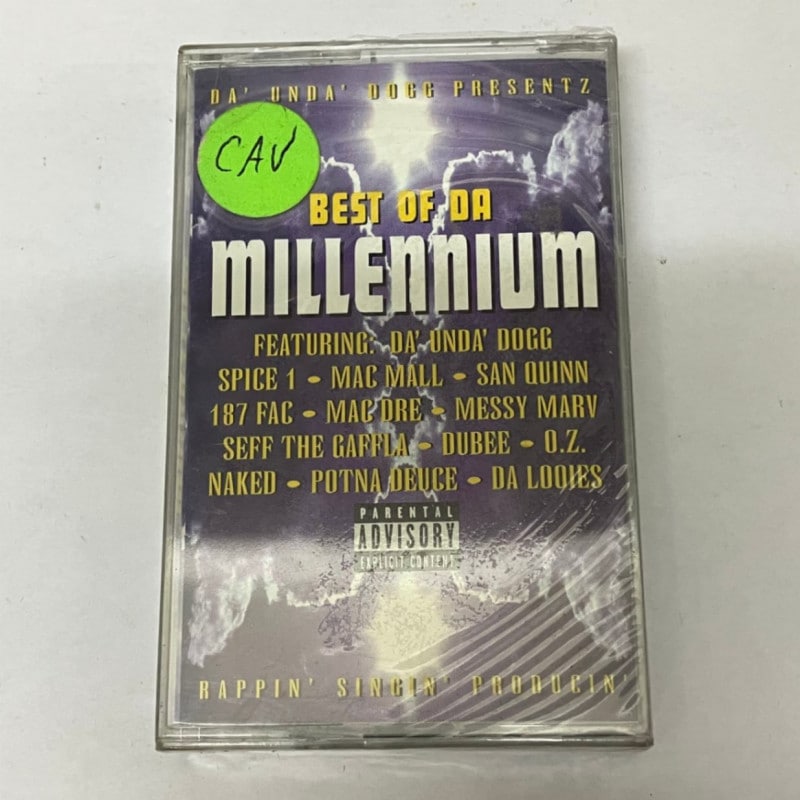 DA' UNDA' DOGG PRESENTZ
CAV
BEST OF DA
MILLENNIUM
FEATURING: DA' UNDA' DOGG
SPICE 1 • MAC MALL • SAN QUINN
187 FAC • MAC DRE • MESSY MARV
SEFF THE GAFFLA • DUBEE • O.Z.
NAKED • POTNA DEUCE • DA LOOIES
PARENTAL
ADVISORY
EXPLICIT CONTENT
RAPPIN' SINGIN' PRODUCIN'